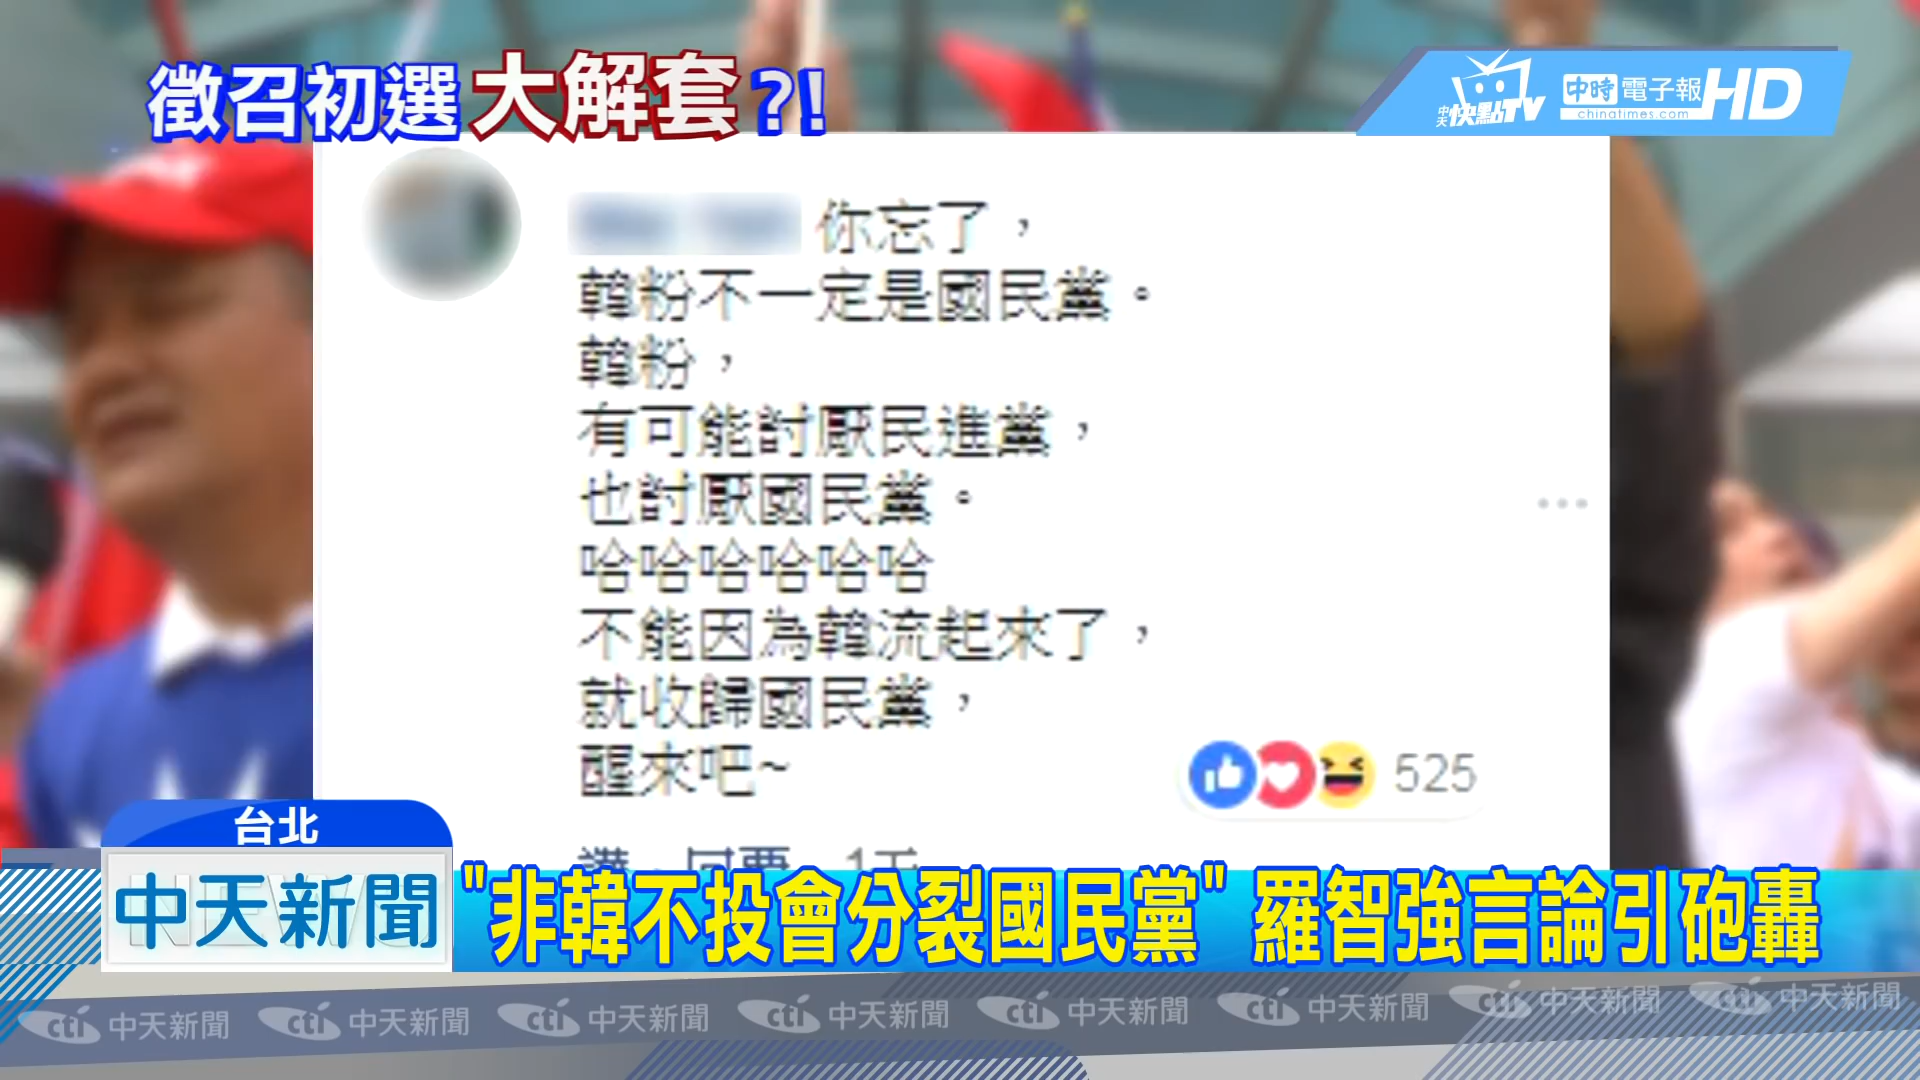 徵召初選大解套?!
中天快點TV
中時電子報HD
chinatimes.com
你忘了，
韓粉不一定是國民黨。
韓粉，
有可能討厭民進黨，
也討厭國民黨。
哈哈哈哈哈哈
不能因為韓流起來了，
就收歸國民黨，
醒來吧~
525
讚．回覆．1天
台北
中天新聞
"非韓不投會分裂國民黨" 羅智強言論引砲轟
cti 中天新聞 cti 中天新聞 cti 中天新聞 cti 中天新聞 cti 中天新聞 cti 中天新聞 cti 中天新聞 cti 中天新聞